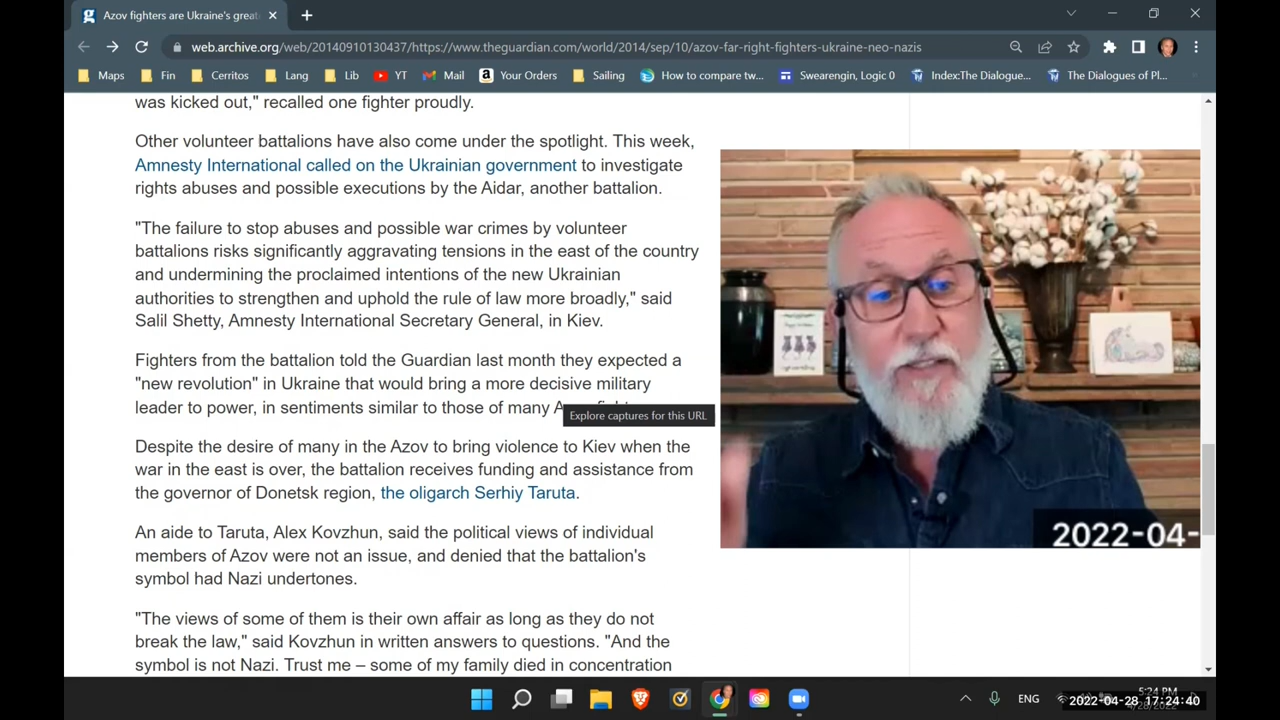 Azov fighters are Ukraine's great
web.archive.org/web/20140910130437/https://www.theguardian.com/world/2014/sep/10/azov-far-right-fighters-ukraine-neo-nazis
Maps Fin Cerritos Lang Lib YT Mail Your Orders Sailing How to compare tw... Swearengin, Logic 0 Index:The Dialogue... The Dialogues of Pl...
was kicked out," recalled one fighter proudly.
Other volunteer battalions have also come under the spotlight. This week,
Amnesty International called on the Ukrainian government to investigate
rights abuses and possible executions by the Aidar, another battalion.
"The failure to stop abuses and possible war crimes by volunteer
battalions risks significantly aggravating tensions in the east of the country
and undermining the proclaimed intentions of the new Ukrainian
authorities to strengthen and uphold the rule of law more broadly," said
Salil Shetty, Amnesty International Secretary General, in Kiev.
Fighters from the battalion told the Guardian last month they expected a
"new revolution" in Ukraine that would bring a more decisive military
leader to power, in sentiments similar to those of many
Explore captures for this URL
Despite the desire of many in the Azov to bring violence to Kiev when the
war in the east is over, the battalion receives funding and assistance from
the governor of Donetsk region, the oligarch Serhiy Taruta.
An aide to Taruta, Alex Kovzhun, said the political views of individual
members of Azov were not an issue, and denied that the battalion's
symbol had Nazi undertones.
"The views of some of them is their own affair as long as they do not
break the law," said Kovzhun in written answers to questions. "And the
symbol is not Nazi. Trust me – some of my family died in concentration
2022-04-
ENG
5:24 PM
2022-04-28 17:24:40